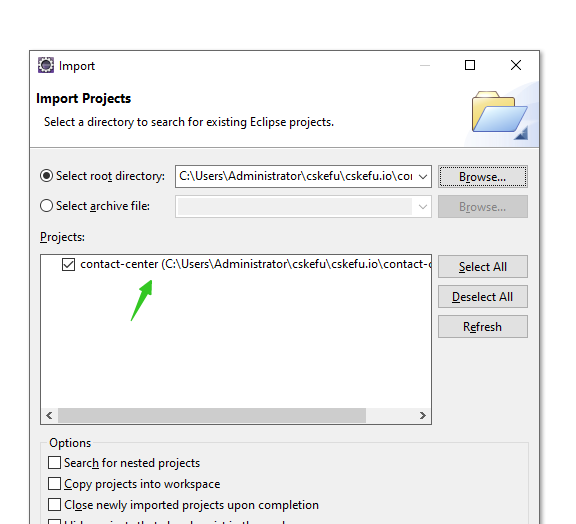 Import
Import Projects
Select a directory to search for existing Eclipse projects.
Select root directory:
C:\Users\Administrator\cskefu\cskefu.io\co
Browse...
Select archive file:
Browse...
Projects:
contact-center (C:\Users\Administrator\cskefu\cskefu.io\contact-c
Select All
Deselect All
Refresh
Options
Search for nested projects
Copy projects into workspace
Close newly imported projects upon completion